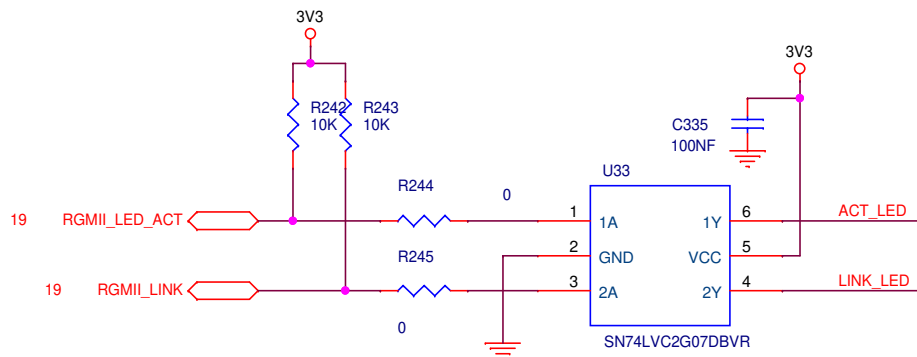 3V3
3V3
R242
10K
R243
10K
C335
100NF
R244
0
U33
19
RGMII_LED_ACT
1
1A
1Y
6
ACT_LED
2
GND
VCC
5
R245
19
RGMII_LINK
3
2A
2Y
4
LINK_LED
0
SN74LVC2G07DBVR